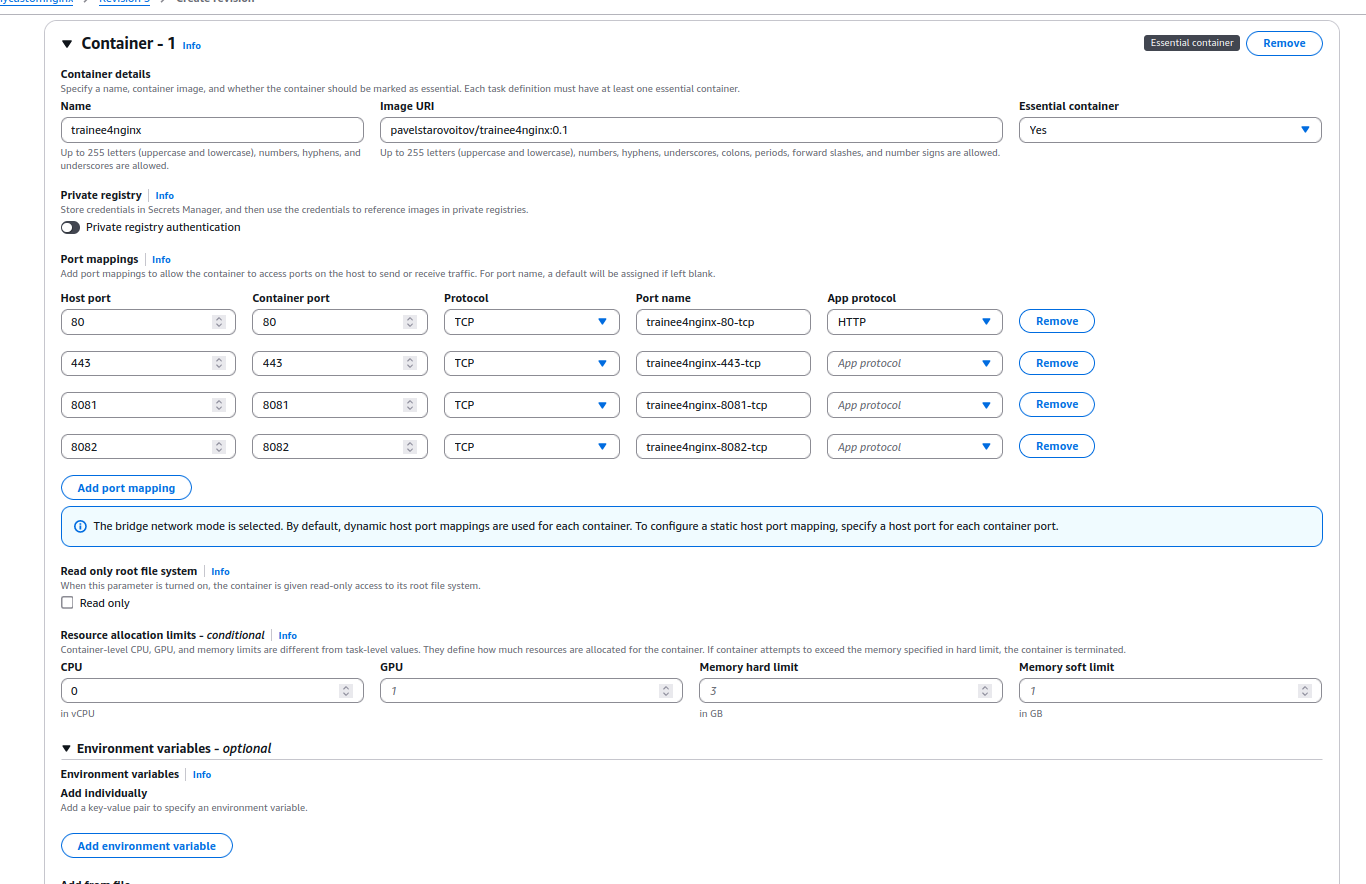 Container - 1 Info
Essential container
Remove
Container details
Specify a name, container image, and whether the container should be marked as essential. Each task definition must have at least one essential container.
Name Image URI Essential container
trainee4nginx pavelstarovoitov/trainee4nginx:0.1 Yes
Up to 255 letters (uppercase and lowercase), numbers, hyphens, and Up to 255 letters (uppercase and lowercase), numbers, hyphens, underscores, colons, periods, forward slashes, and number signs are allowed.
underscores are allowed.
Private registry Info
Store credentials in Secrets Manager, and then use the credentials to reference images in private registries.
Private registry authentication
Port mappings Info
Add port mappings to allow the container to access ports on the host to send or receive traffic. For port name, a default will be assigned if left blank.
Host port Container port Protocol Port name App protocol
80 80 TCP trainee4nginx-80-tcp HTTP Remove
443 443 TCP trainee4nginx-443-tcp App protocol Remove
8081 8081 TCP trainee4nginx-8081-tcp App protocol Remove
8082 8082 TCP trainee4nginx-8082-tcp App protocol Remove
Add port mapping
The bridge network mode is selected. By default, dynamic host port mappings are used for each container. To configure a static host port mapping, specify a host port for each container port.
Read only root file system Info
When this parameter is turned on, the container is given read-only access to its root file system.
Read only
Resource allocation limits - conditional Info
Container-level CPU, GPU, and memory limits are different from task-level values. They define how much resources are allocated for the container. If container attempts to exceed the memory specified in hard limit, the container is terminated.
CPU GPU Memory hard limit Memory soft limit
0 1 3 1
in vCPU in GB in GB
Environment variables - optional
Environment variables Info
Add individually
Add a key-value pair to specify an environment variable.
Add environment variable
Add from file